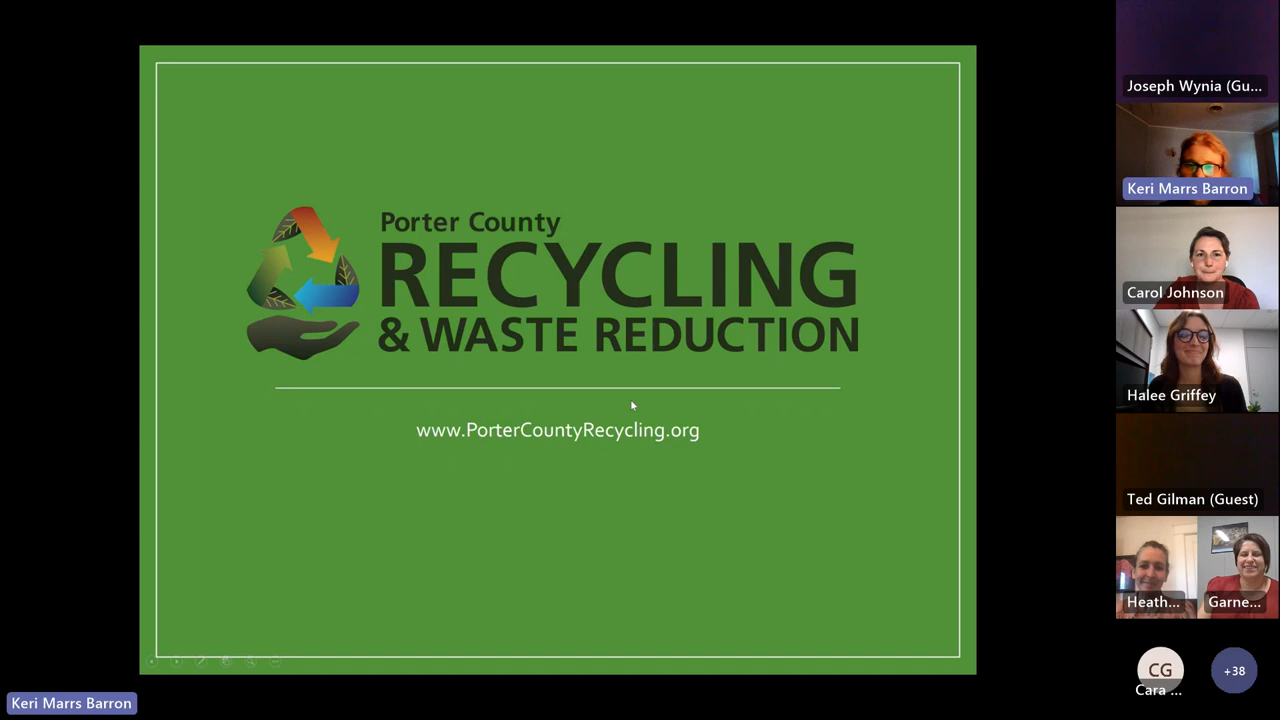 Porter County
RECYCLING
& WASTE REDUCTION
www.PorterCountyRecycling.org
Joseph Wynia (Gu...
Keri Marrs Barron
Carol Johnson
Halee Griffey
Ted Gilman (Guest)
Heath...
Garne...
CG
Cara ...
+38
Keri Marrs Barron